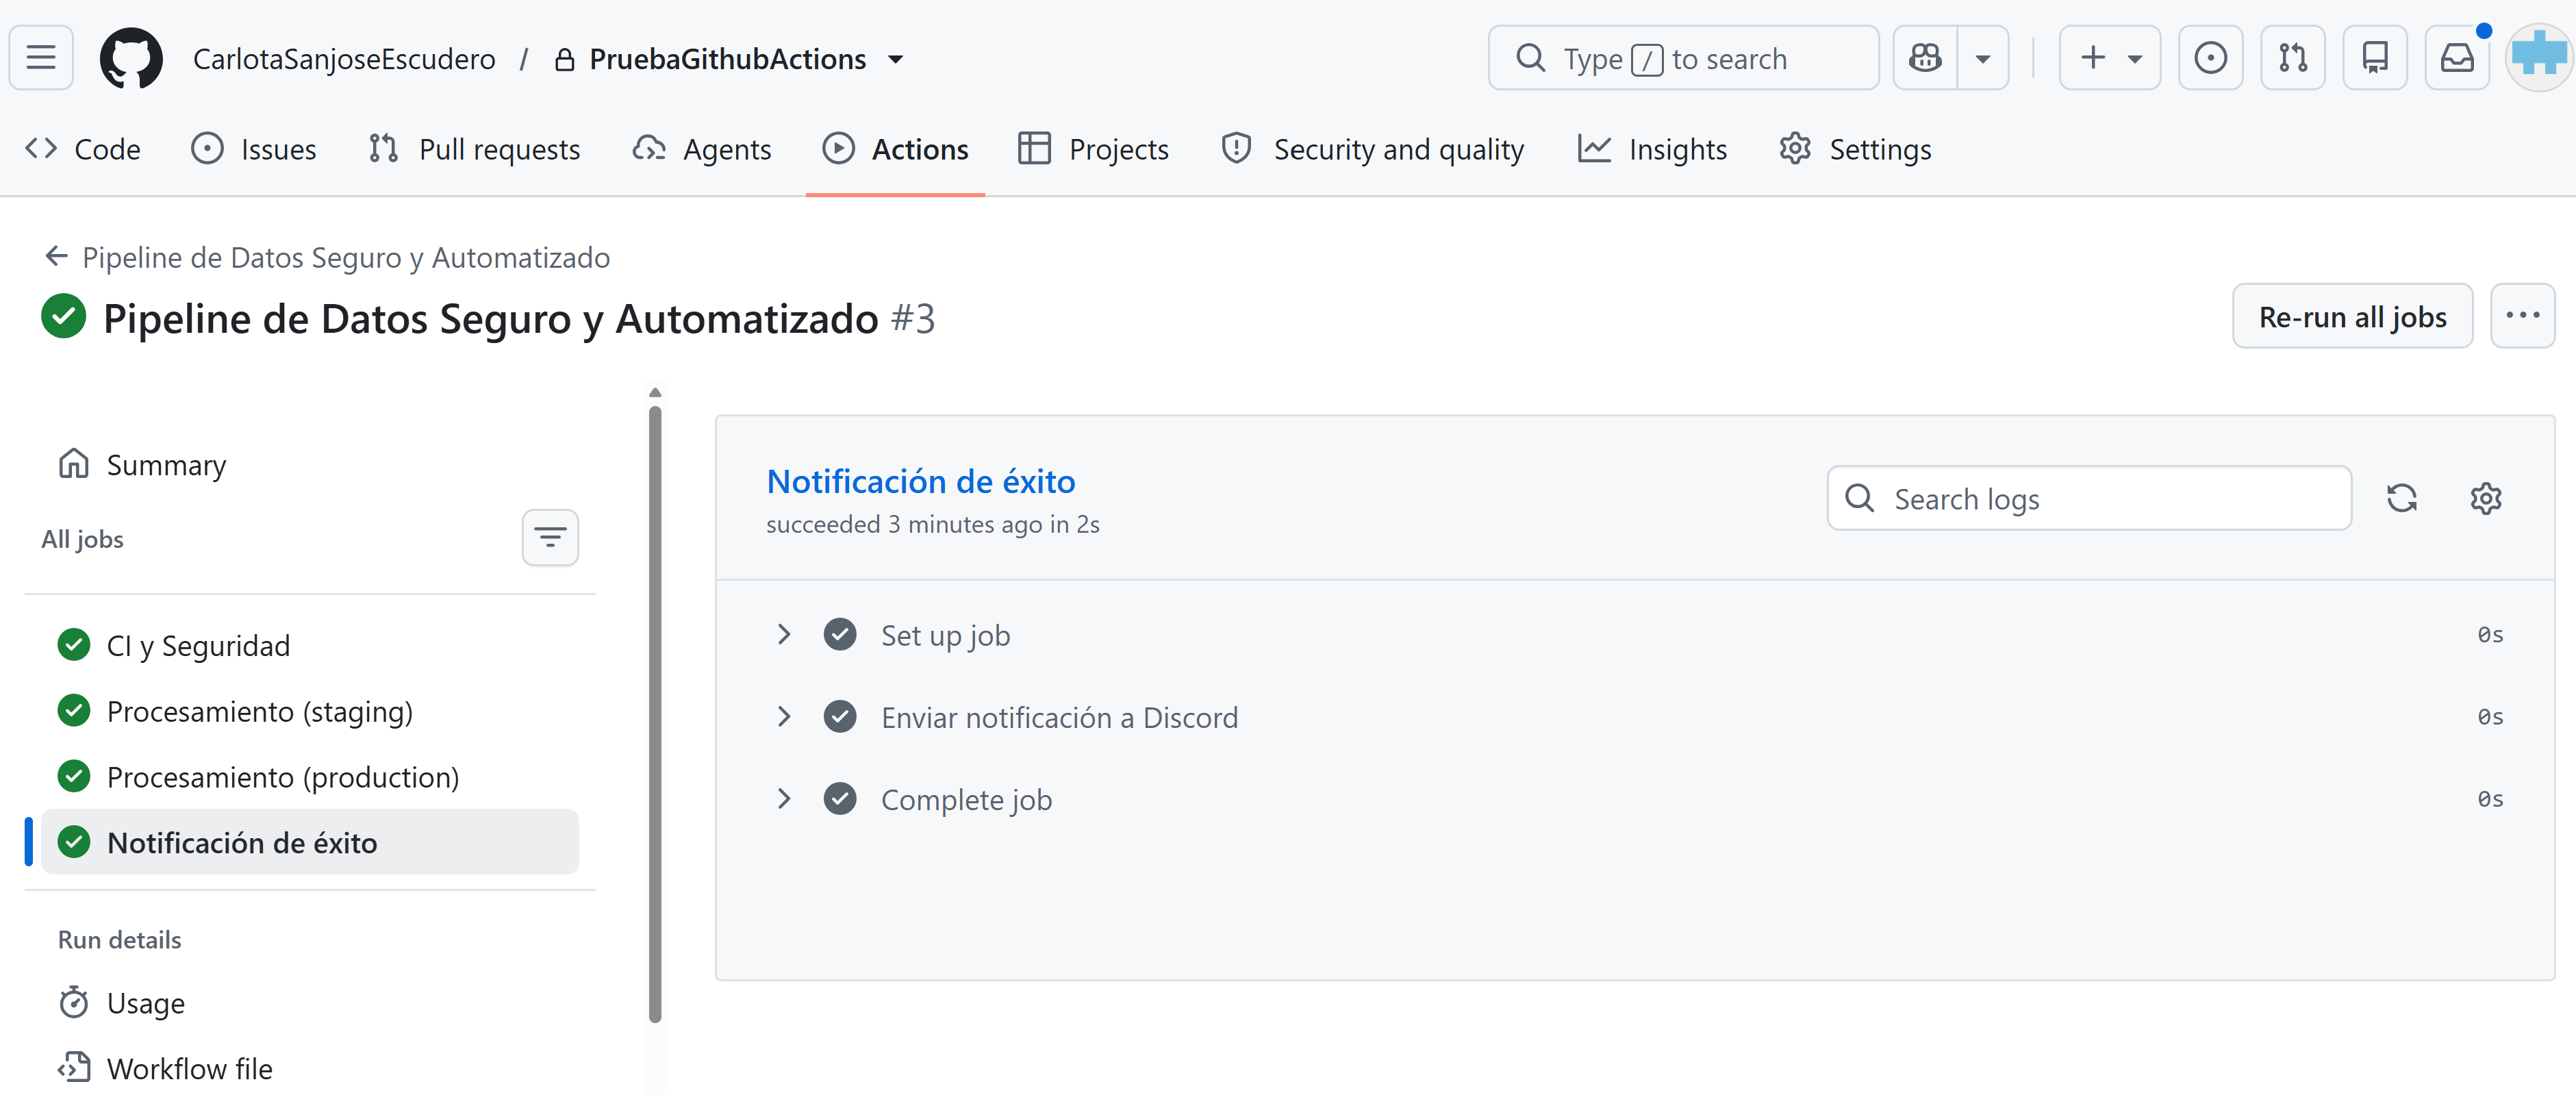 CarlotaSanjoseEscudero / PruebaGithubActions
Type / to search
Code Issues Pull requests Agents Actions Projects Security and quality Insights Settings
Pipeline de Datos Seguro y Automatizado
Pipeline de Datos Seguro y Automatizado #3
Re-run all jobs
Summary
All jobs
CI y Seguridad
Procesamiento (staging)
Procesamiento (production)
Notificación de éxito
Run details
Usage
Workflow file
Notificación de éxito
succeeded 3 minutes ago in 2s
Search logs
Set up job 0s
Enviar notificación a Discord 0s
Complete job 0s